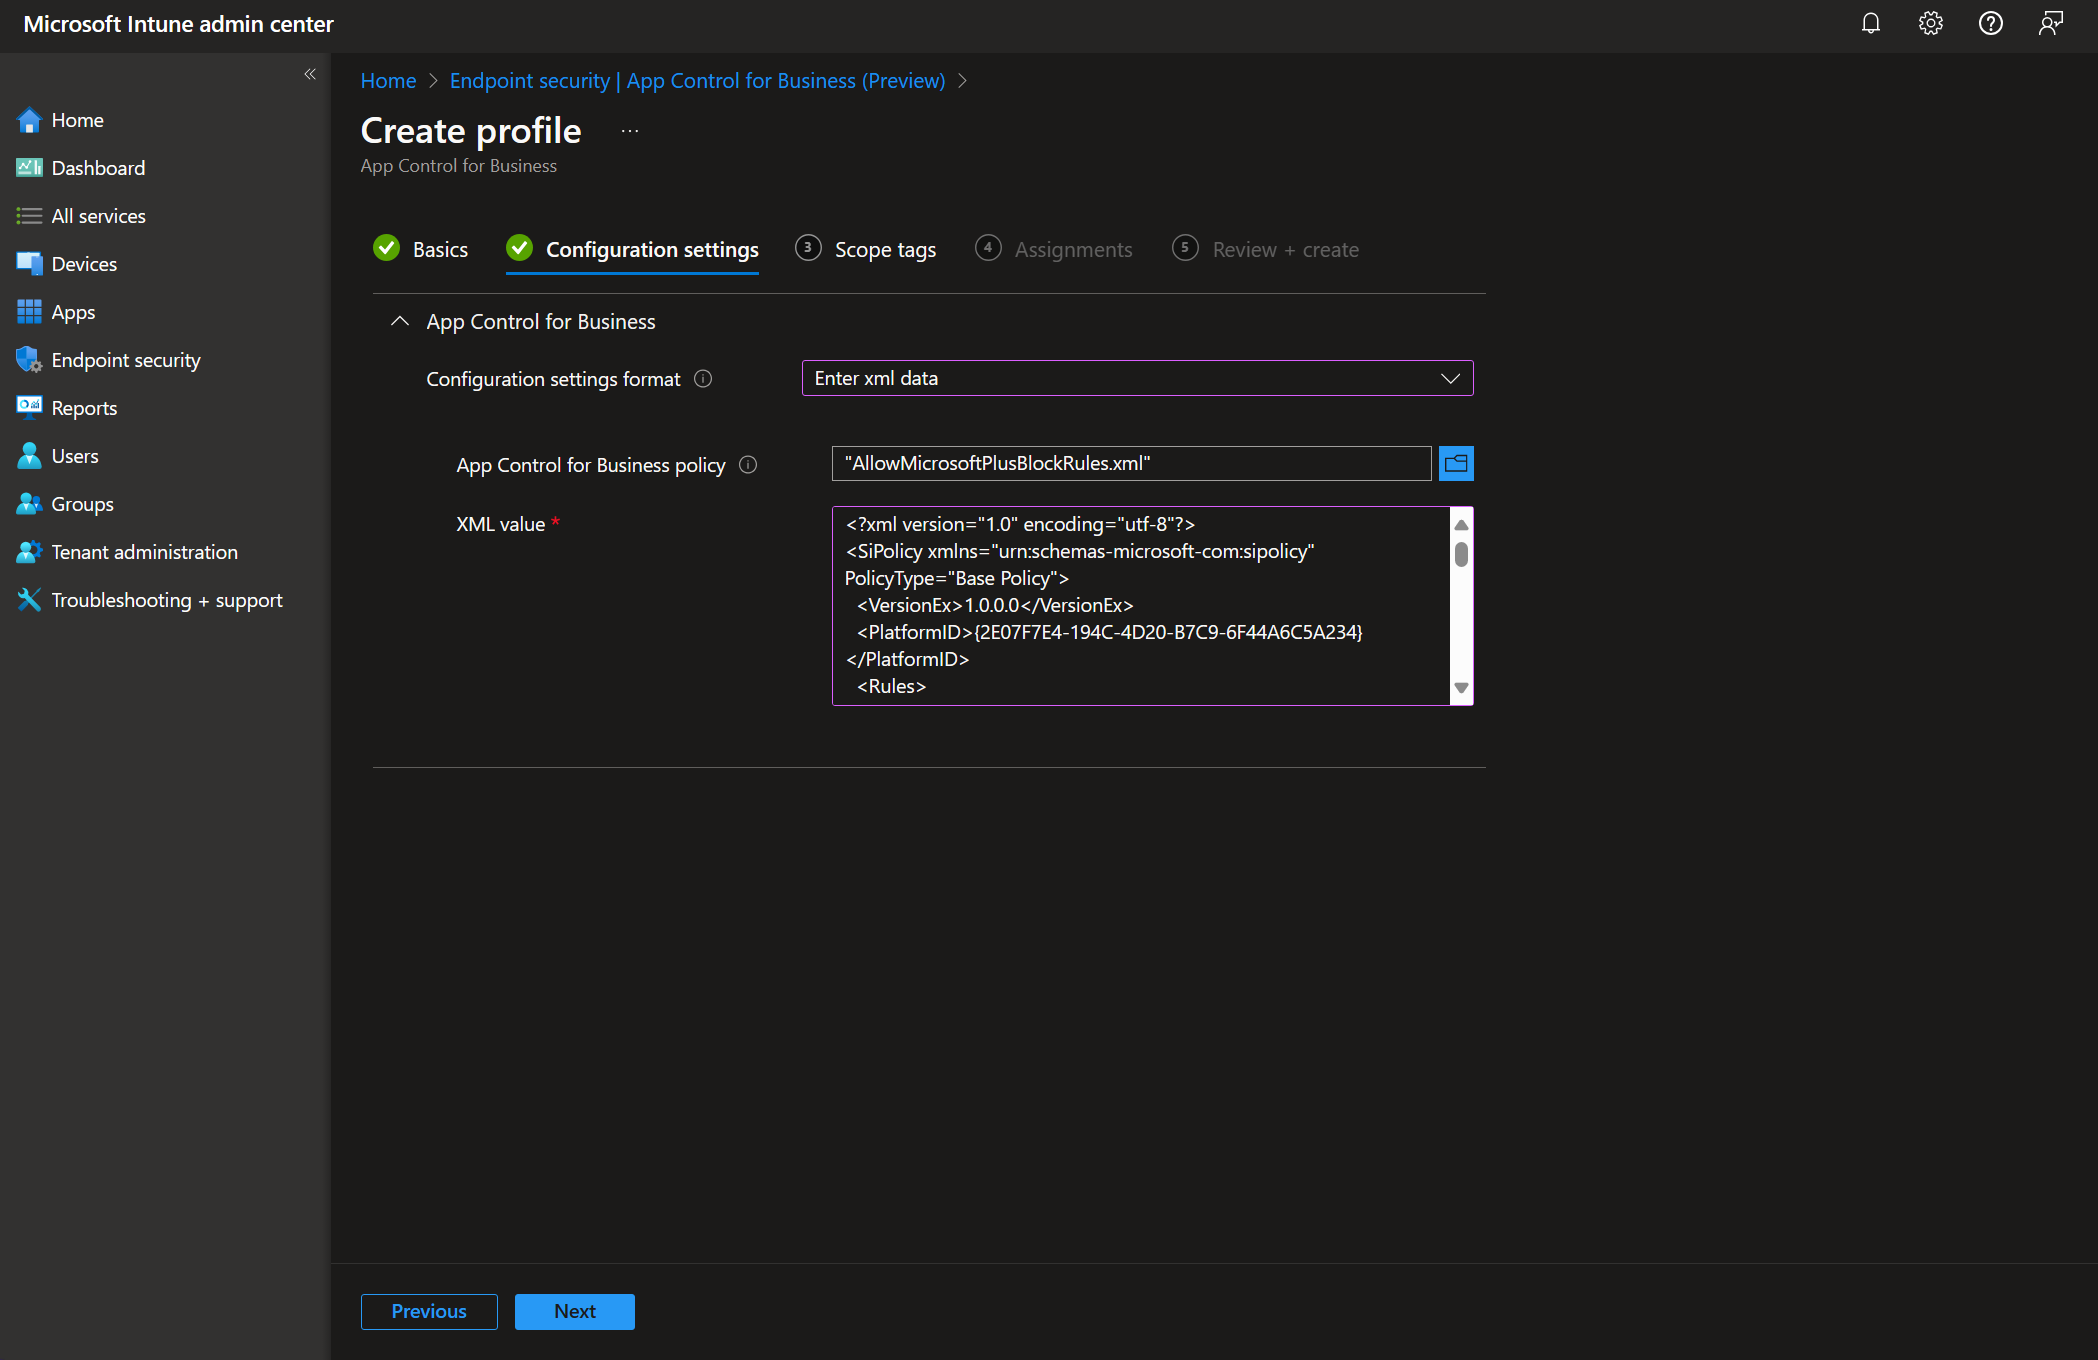 Microsoft Intune admin center
Home
Dashboard
All services
Devices
Apps
Endpoint security
Reports
Users
Groups
Tenant administration
Troubleshooting + support
Home > Endpoint security | App Control for Business (Preview) >
Create profile ...
App Control for Business
Basics
Configuration settings
3 Scope tags
4 Assignments
5 Review + create
App Control for Business
Configuration settings format
Enter xml data
App Control for Business policy
"AllowMicrosoftPlusBlockRules.xml"
XML value *
<?xml version="1.0" encoding="utf-8"?>
<SiPolicy xmlns="urn:schemas-microsoft-com:sipolicy"
PolicyType="Base Policy">
<VersionEx>1.0.0.0</VersionEx>
<PlatformID>{2E07F7E4-194C-4D20-B7C9-6F44A6C5A234}
</PlatformID>
<Rules>
Previous
Next